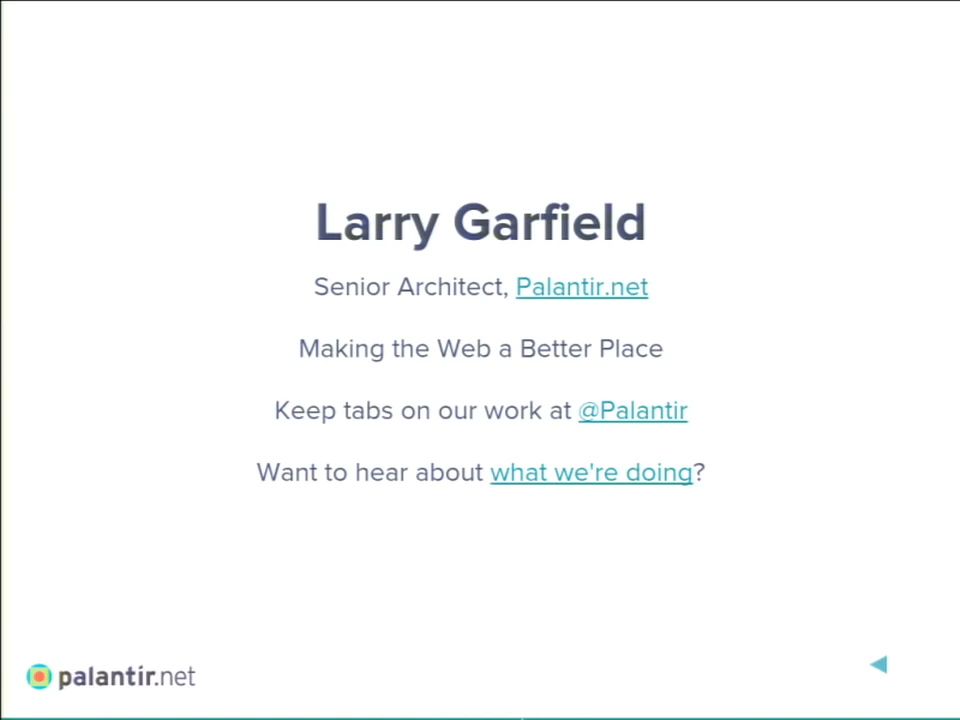 Larry Garfield
Senior Architect, Palantir.net
Making the Web a Better Place
Keep tabs on our work at @Palantir
Want to hear about what we're doing?
palantir.net